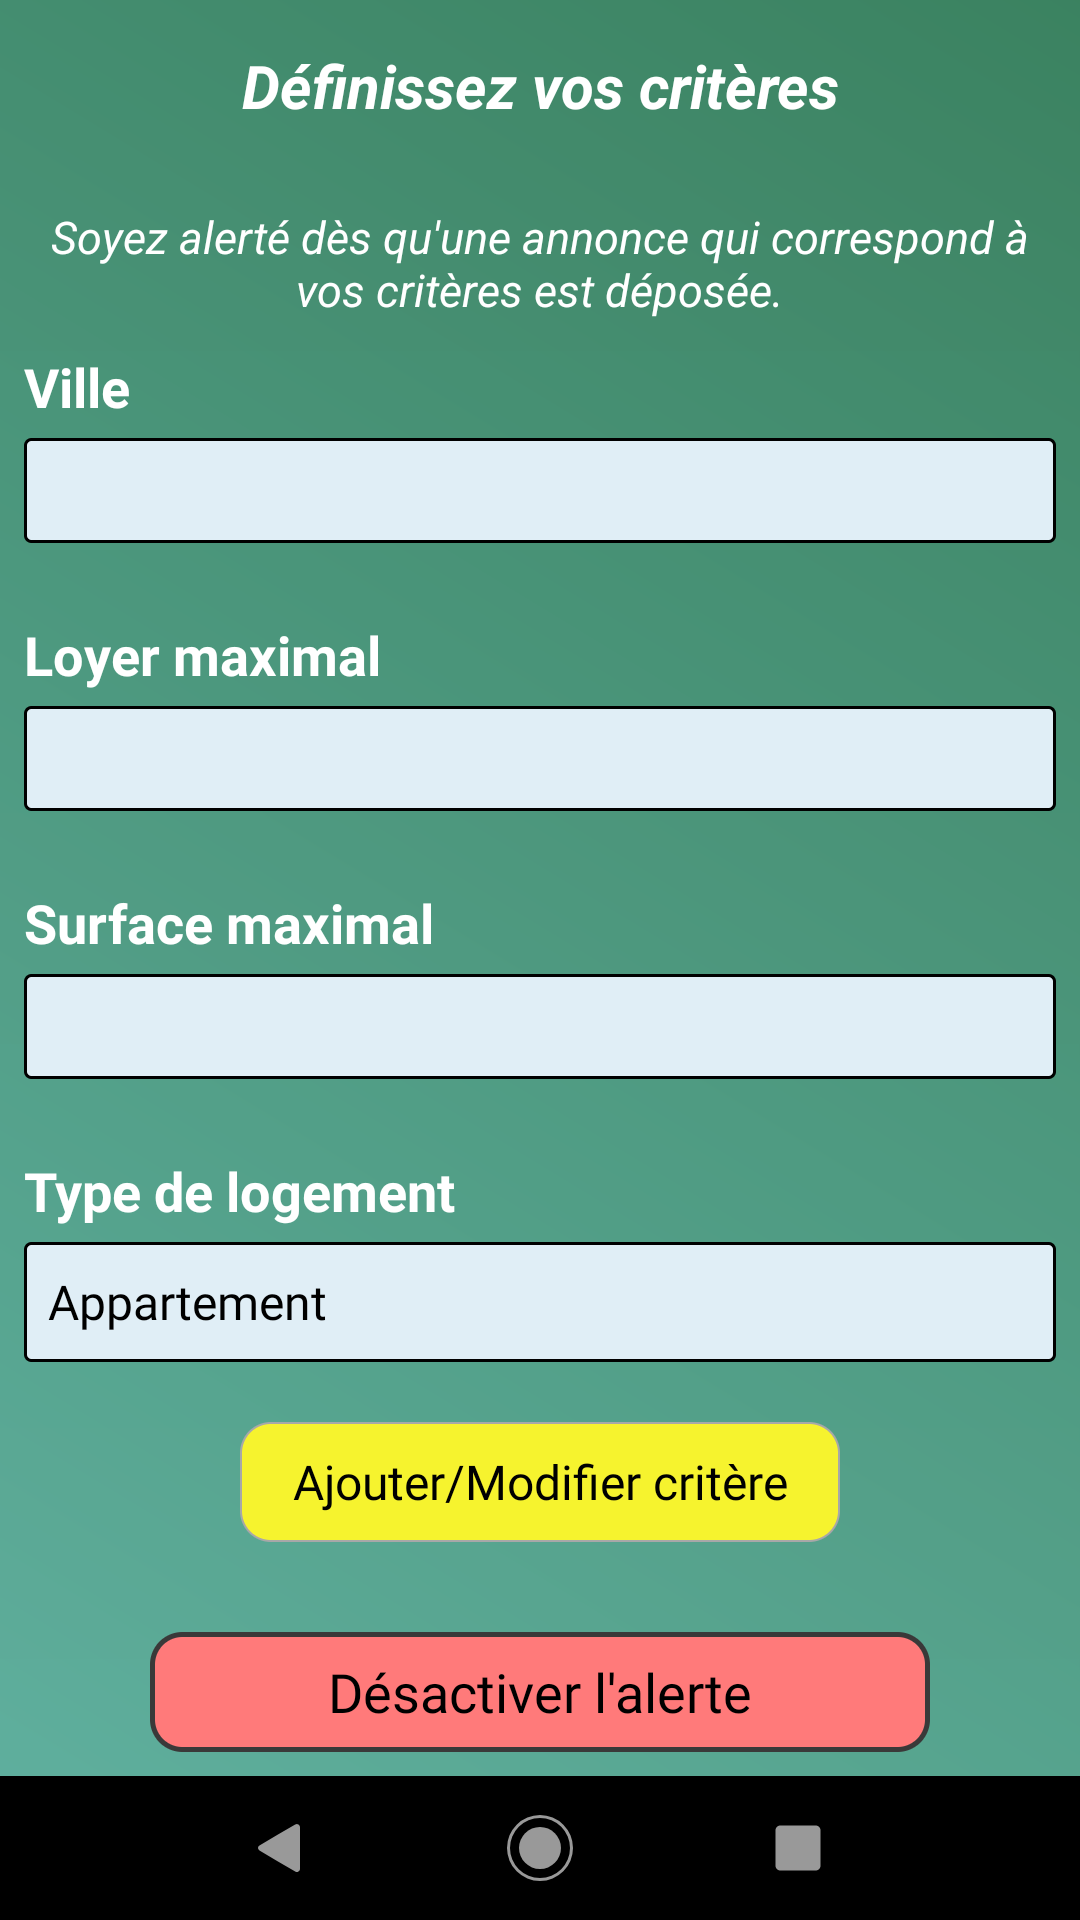 Définissez vos critères
Soyez alerté dès qu'une annonce qui correspond à
vos critères est déposée.
Ville
Loyer maximal
Surface maximal
Type de logement
Appartement
Ajouter/Modifier critère
Désactiver l'alerte